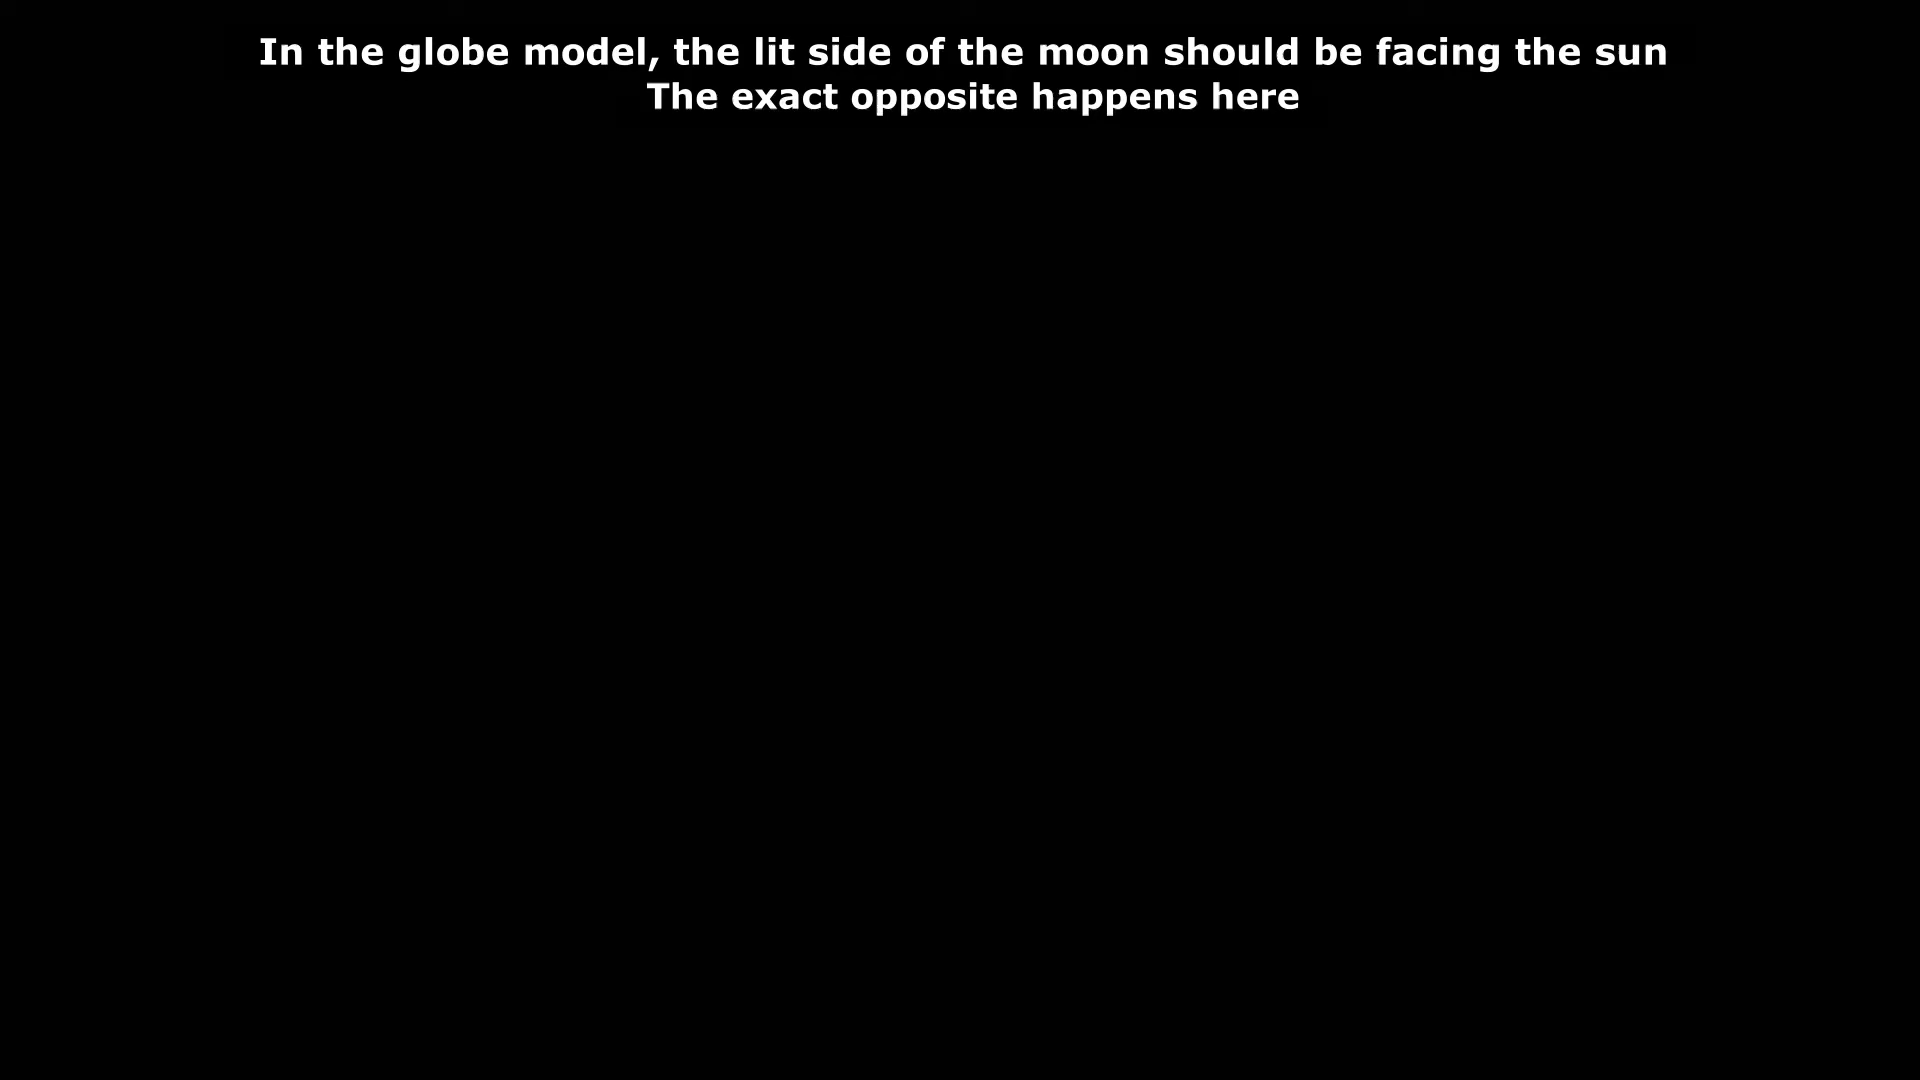 In the globe model, the lit side of the moon should be facing the sun
The exact opposite happens here